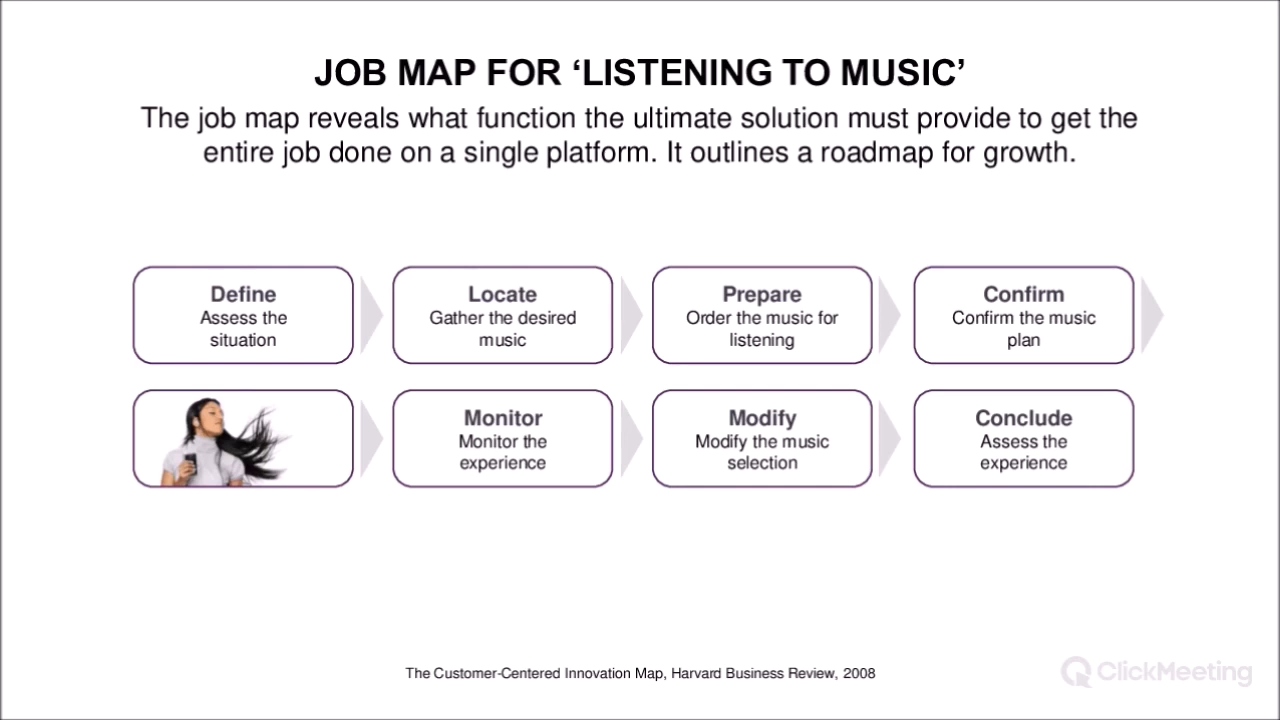 JOB MAP FOR ‘LISTENING TO MUSIC’
The job map reveals what function the ultimate solution must provide to get the
entire job done on a single platform. It outlines a roadmap for growth.
Define
Assess the
situation
Locate
Gather the desired
music
Prepare
Order the music for
listening
Confirm
Confirm the music
plan
Monitor
Monitor the
experience
Modify
Modify the music
selection
Conclude
Assess the
experience
The Customer-Centered Innovation Map, Harvard Business Review, 2008
ClickMeeting